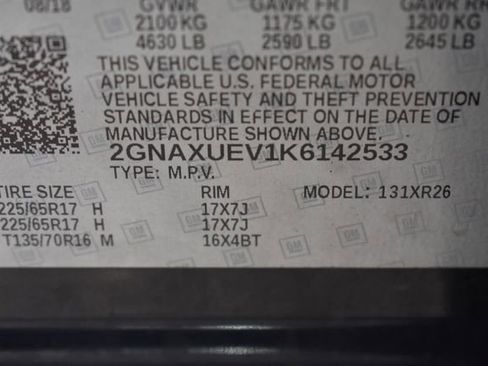 08/18 GVWR GAWR FRT GAWR RR
2100 KG 1175 KG 1200 KG
4630 LB 2590 LB 2645 LB
THIS VEHICLE CONFORMS TO ALL
APPLICABLE U.S. FEDERAL MOTOR
VEHICLE SAFETY AND THEFT PREVENTION
STANDARDS IN EFFECT ON THE DATE OF
MANUFACTURE SHOWN ABOVE.
2GNAXUEV1K6142533
TYPE: M.P.V.
TIRE SIZE RIM MODEL: 131XR26
225/65R17 H 17X7J
225/65R17 H 17X7J
T135/70R16 M 16X4BT